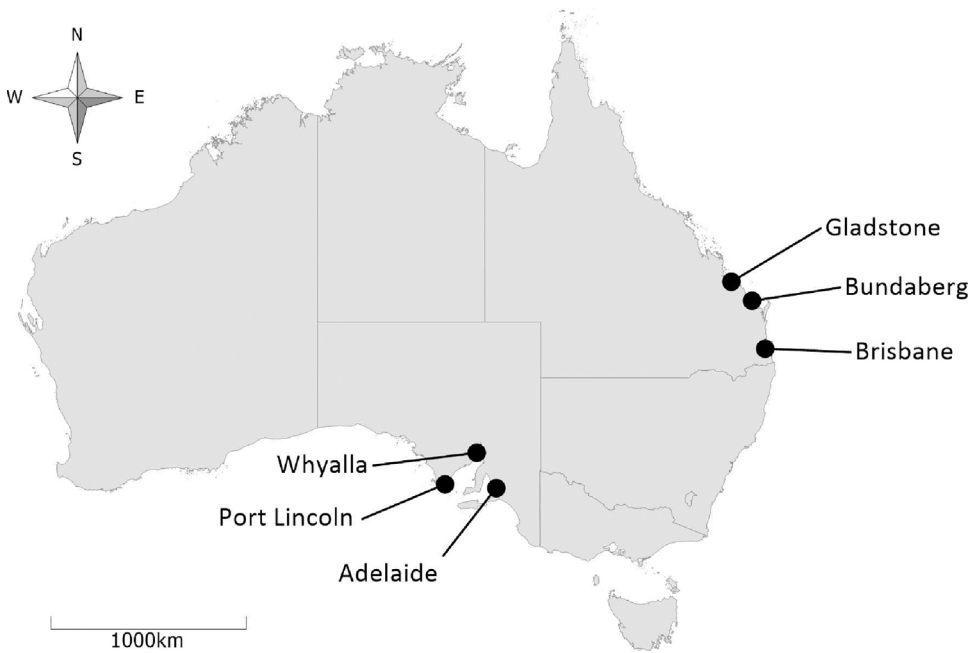 N
W E
S
Gladstone
Bundaberg
Brisbane
Whyalla
Port Lincoln
Adelaide
1000km